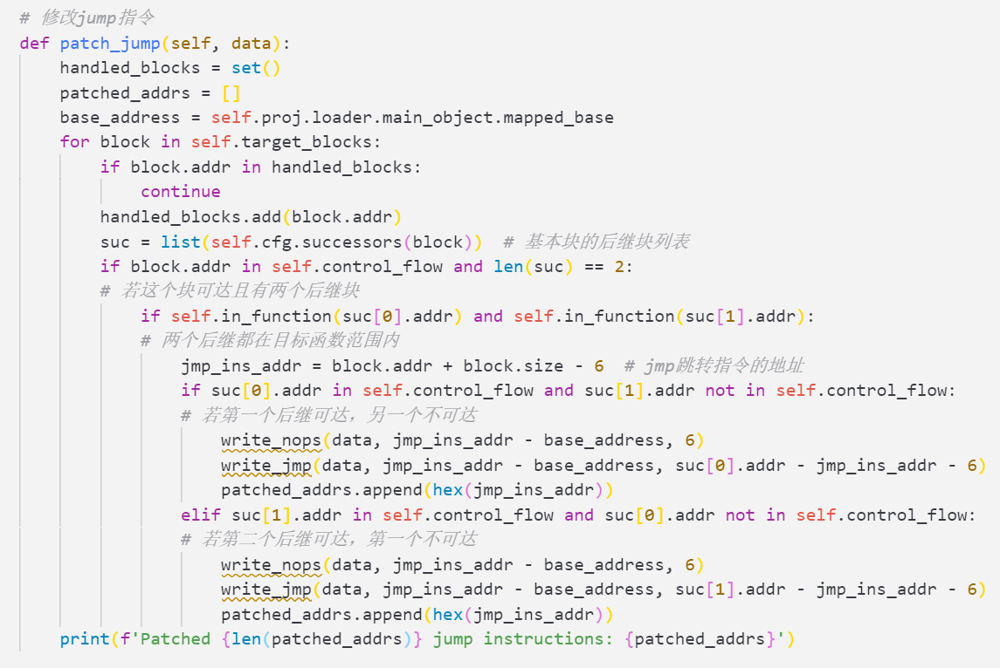 # 修改jump指令
def patch_jump(self, data):
    handled_blocks = set()
    patched_addrs = []
    base_address = self.proj.loader.main_object.mapped_base
    for block in self.target_blocks:
        if block.addr in handled_blocks:
            continue
        handled_blocks.add(block.addr)
        suc = list(self.cfg.successors(block))  # 基本块的后继块列表
        if block.addr in self.control_flow and len(suc) == 2:
        # 若这个块可达且有两个后继块
            if self.in_function(suc[0].addr) and self.in_function(suc[1].addr):
            # 两个后继都在目标函数范围内
                jmp_ins_addr = block.addr + block.size - 6  # jmp跳转指令的地址
                if suc[0].addr in self.control_flow and suc[1].addr not in self.control_flow:
                # 若第一个后继可达，另一个不可达
                    write_nops(data, jmp_ins_addr - base_address, 6)
                    write_jmp(data, jmp_ins_addr - base_address, suc[0].addr - jmp_ins_addr - 6)
                    patched_addrs.append(hex(jmp_ins_addr))
                elif suc[1].addr in self.control_flow and suc[0].addr not in self.control_flow:
                # 若第二个后继可达，第一个不可达
                    write_nops(data, jmp_ins_addr - base_address, 6)
                    write_jmp(data, jmp_ins_addr - base_address, suc[1].addr - jmp_ins_addr - 6)
                    patched_addrs.append(hex(jmp_ins_addr))
    print(f'Patched {len(patched_addrs)} jump instructions: {patched_addrs}')